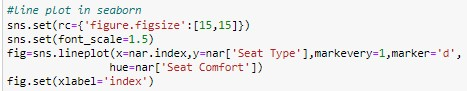 #Line plot in seaborn
sns.set(rc={'figure.figsize':[15,15]})
sns.set(font_scale=1.5)
fig=sns.lineplot(x=nar.index,y=nar['Seat Type'],markevery=1,marker='d',
hue=nar['Seat Comfort'])
fig.set(xlabel='index')